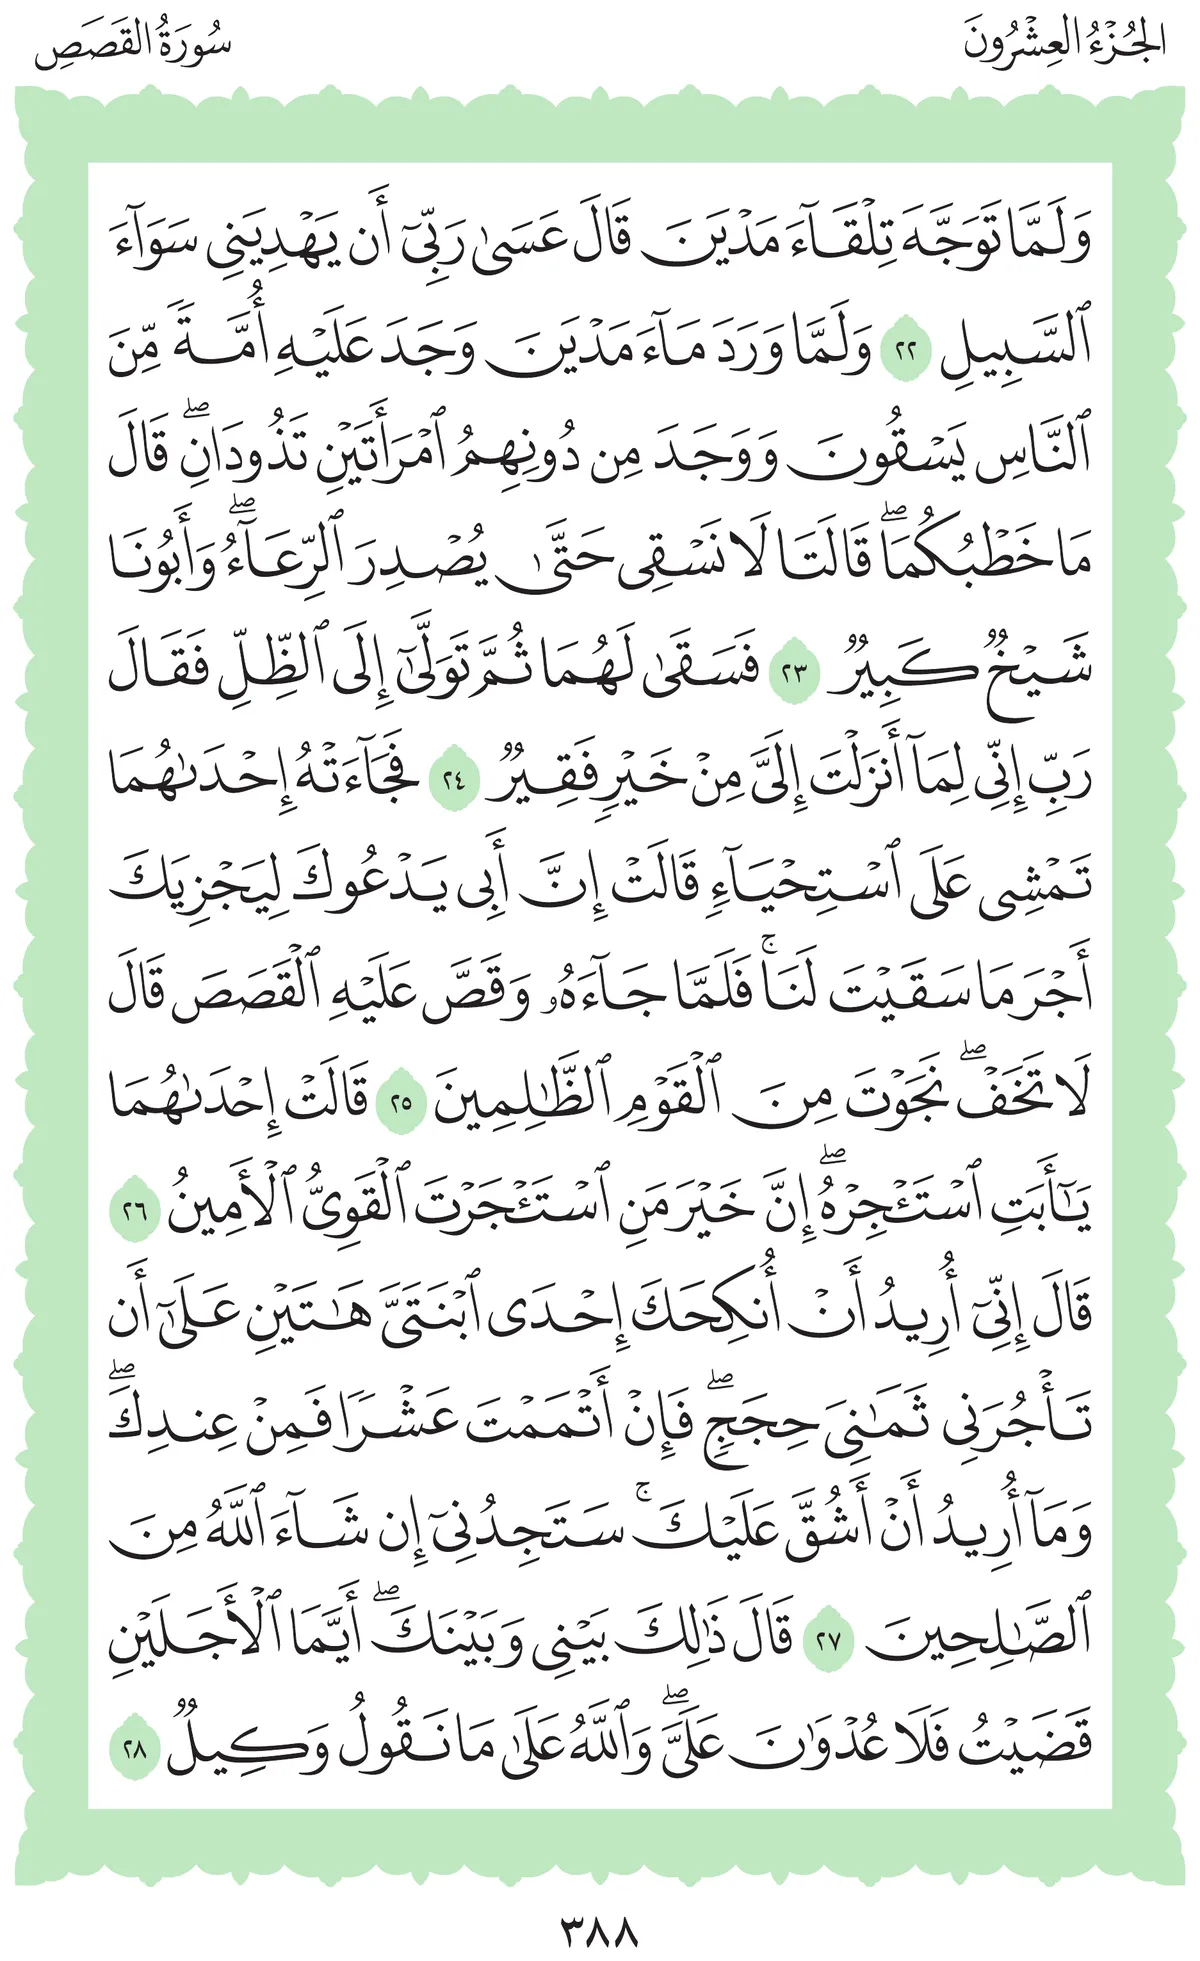 الجُزْءُ العِشْرُونَ
سُورَةُ القَصَصِ
وَلَمَّا تَوَجَّهَ تِلْقَآءَ مَدْيَنَ قَالَ عَسَىٰ رَبِّيٓ أَن يَهْدِيَنِي سَوَآءَ
ٱلسَّبِيلِ ٢٢ وَلَمَّا وَرَدَ مَآءَ مَدْيَنَ وَجَدَ عَلَيْهِ أُمَّةً مِّنَ
ٱلنَّاسِ يَسْقُونَ وَوَجَدَ مِن دُونِهِمُ ٱمْرَأَتَيْنِ تَذُودَانِۖ قَالَ
مَا خَطْبُكُمَاۖ قَالَتَا لَا نَسْقِي حَتَّىٰ يُصْدِرَ ٱلرِّعَآءُۖ وَأَبُونَا
شَيْخٌ كَبِيرٌ ٢٣ فَسَقَىٰ لَهُمَا ثُمَّ تَوَلَّىٰٓ إِلَى ٱلظِّلِّ فَقَالَ
رَبِّ إِنِّي لِمَآ أَنزَلْتَ إِلَيَّ مِنْ خَيْرٍ فَقِيرٌ ٢٤ فَجَآءَتْهُ إِحْدَىٰهُمَا
تَمْشِي عَلَى ٱسْتِحْيَآءٍ قَالَتْ إِنَّ أَبِي يَدْعُوكَ لِيَجْزِيَكَ
أَجْرَ مَا سَقَيْتَ لَنَاۚ فَلَمَّا جَآءَهُۥ وَقَصَّ عَلَيْهِ ٱلْقَصَصَ قَالَ
لَا تَخَفْۖ نَجَوْتَ مِنَ ٱلْقَوْمِ ٱلظَّٰلِمِينَ ٢٥ قَالَتْ إِحْدَىٰهُمَا
يَٰٓأَبَتِ ٱسْتَـْٔجِرْهُۖ إِنَّ خَيْرَ مَنِ ٱسْتَـْٔجَرْتَ ٱلْقَوِيُّ ٱلْأَمِينُ ٢٦
قَالَ إِنِّيٓ أُرِيدُ أَنْ أُنكِحَكَ إِحْدَى ٱبْنَتَيَّ هَٰتَيْنِ عَلَىٰٓ أَن
تَأْجُرَنِي ثَمَٰنِيَ حِجَجٍۖ فَإِنْ أَتْمَمْتَ عَشْرًا فَمِنْ عِندِكَۖ
وَمَآ أُرِيدُ أَنْ أَشُقَّ عَلَيْكَۚ سَتَجِدُنِيٓ إِن شَآءَ ٱللَّهُ مِنَ
ٱلصَّٰلِحِينَ ٢٧ قَالَ ذَٰلِكَ بَيْنِي وَبَيْنَكَۖ أَيَّمَا ٱلْأَجَلَيْنِ
قَضَيْتُ فَلَا عُدْوَٰنَ عَلَيَّۖ وَٱللَّهُ عَلَىٰ مَا نَقُولُ وَكِيلٌ ٢٨
٣٨٨